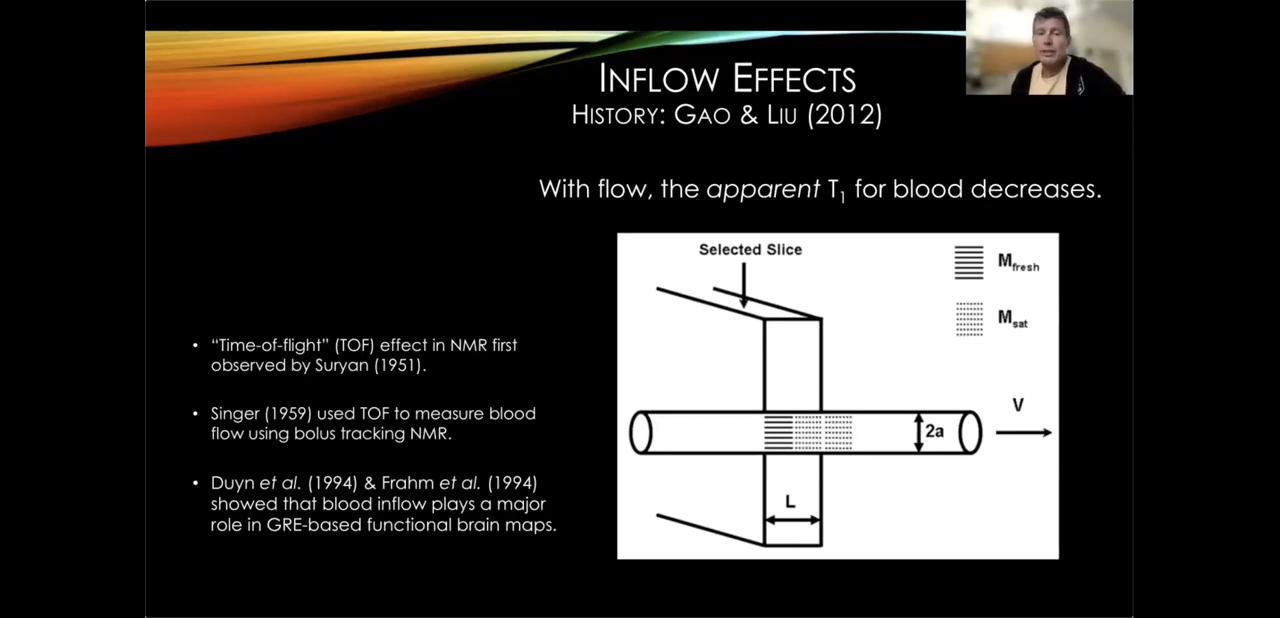 INFLOW EFFECTS
HISTORY: GAO & LIU (2012)
With flow, the apparent T₁ for blood decreases.
• “Time-of-flight” (TOF) effect in NMR first
observed by Suryan (1951).
• Singer (1959) used TOF to measure blood
flow using bolus tracking NMR.
• Duyn et al. (1994) & Frahm et al. (1994)
showed that blood inflow plays a major
role in GRE-based functional brain maps.
Selected Slice
M_fresh
M_sat
V
2a
L